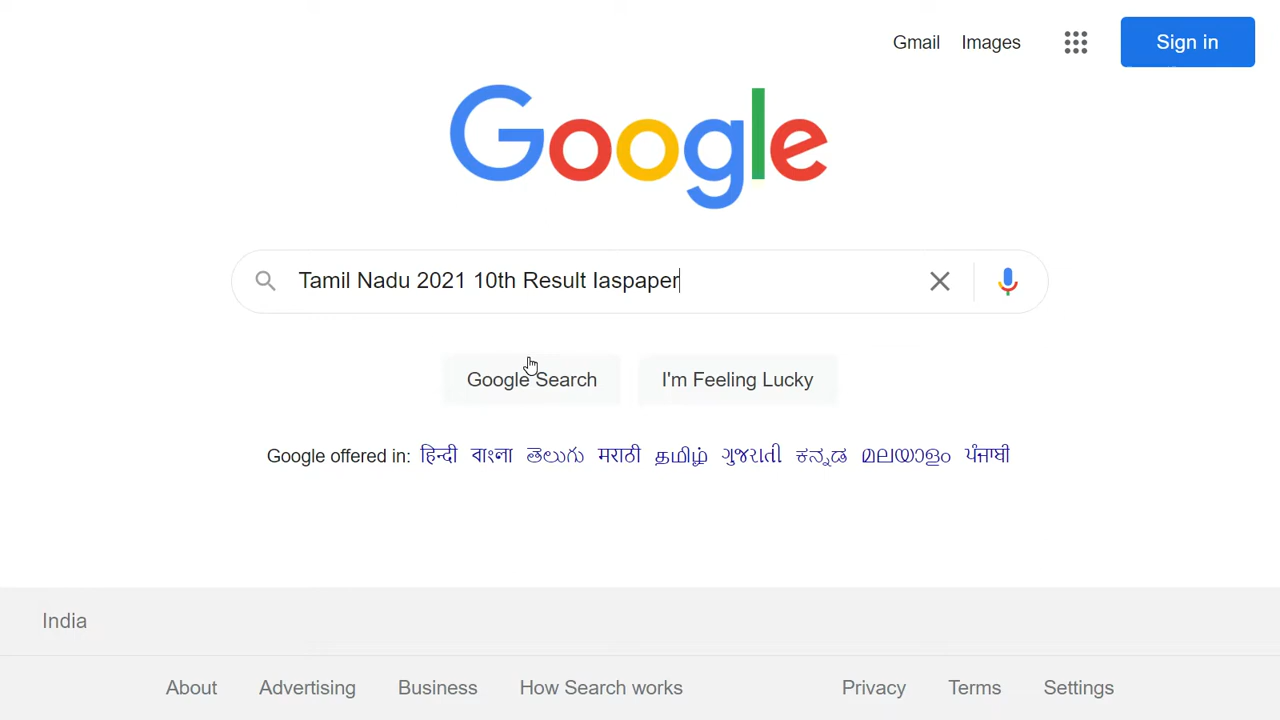 Gmail Images Sign in
Google
Tamil Nadu 2021 10th Result Iaspaper
Google Search I'm Feeling Lucky
Google offered in: हिन्दी বাংলা తెలుగు मराठी தமிழ் ગુજરાતી ಕನ್ನಡ മലയാളം ਪੰਜਾਬੀ
India
About Advertising Business How Search works Privacy Terms Settings